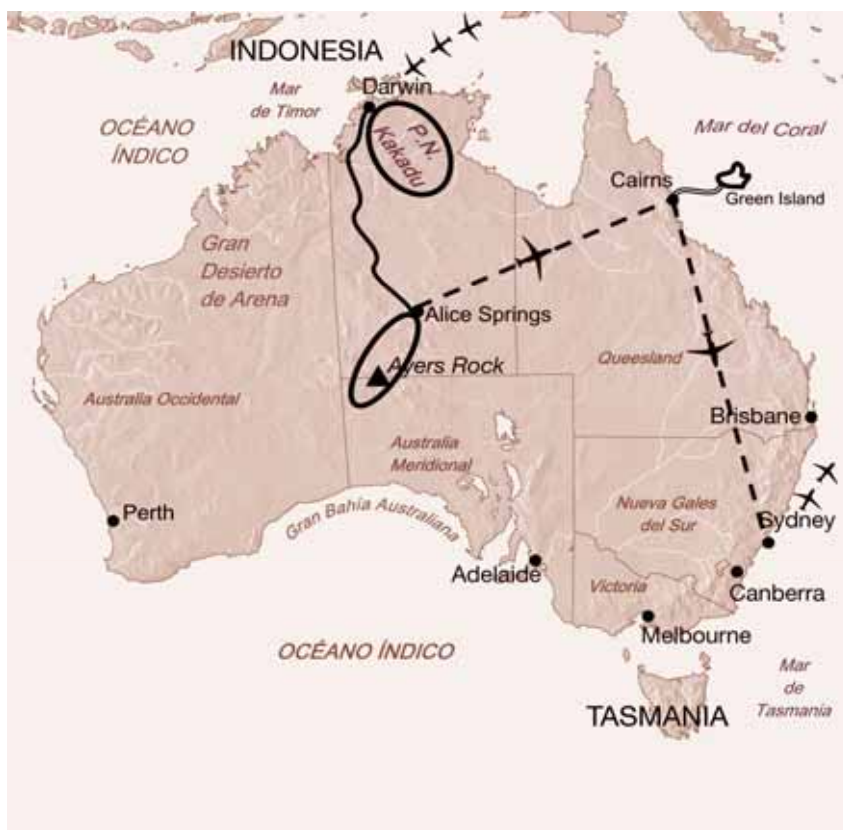 INDONESIA
Mar
de Timor
Darwin
OCÉANO
ÍNDICO
P.N.
Kakadu
Mar del Coral
Cairns
Green Island
Gran
Desierto
de Arena
Alice Springs
Ayers Rock
Queesland
Australia Occidental
Brisbane
Australia
Meridional
Perth
Gran Bahía Australiana
Nueva Gales
del Sur
Sydney
Adelaide
Victoria
Canberra
Melbourne
OCÉANO ÍNDICO
Mar
de
Tasmania
TASMANIA